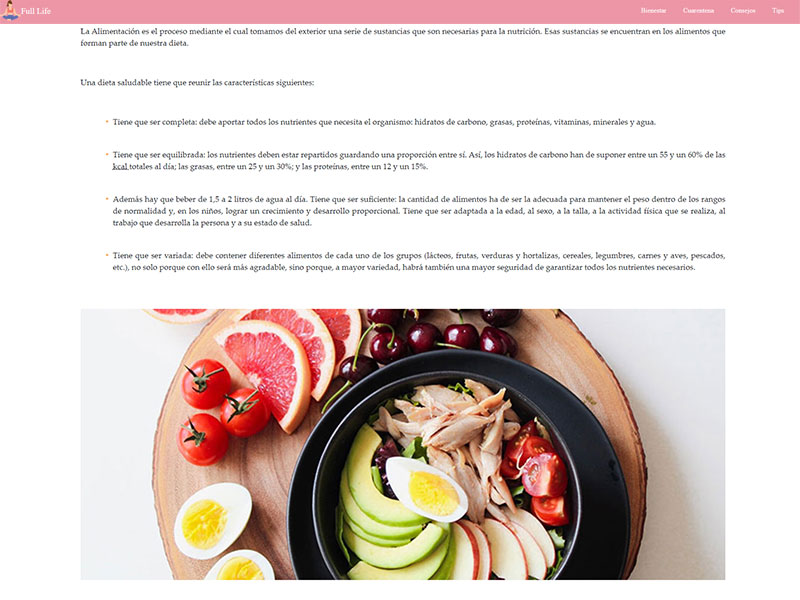 Full Life
Bienestar Cuarentena Consejos Tips
La Alimentación es el proceso mediante el cual tomamos del exterior una serie de sustancias que son necesarias para la nutrición. Esas sustancias se encuentran en los alimentos que
forman parte de nuestra dieta.
Una dieta saludable tiene que reunir las características siguientes:
Tiene que ser completa: debe aportar todos los nutrientes que necesita el organismo: hidratos de carbono, grasas, proteínas, vitaminas, minerales y agua.
Tiene que ser equilibrada: los nutrientes deben estar repartidos guardando una proporción entre sí. Así, los hidratos de carbono han de suponer entre un 55 y un 60% de las
kcal totales al día; las grasas, entre un 25 y un 30%; y las proteínas, entre un 12 y un 15%.
Además hay que beber de 1,5 a 2 litros de agua al día. Tiene que ser suficiente: la cantidad de alimentos ha de ser la adecuada para mantener el peso dentro de los rangos
de normalidad y, en los niños, lograr un crecimiento y desarrollo proporcional. Tiene que ser adaptada a la edad, al sexo, a la talla, a la actividad física que se realiza, al
trabajo que desarrolla la persona y a su estado de salud.
Tiene que ser variada: debe contener diferentes alimentos de cada uno de los grupos (lácteos, frutas, verduras y hortalizas, cereales, legumbres, carnes y aves, pescados,
etc.), no solo porque con ello será más agradable, sino porque, a mayor variedad, habrá también una mayor seguridad de garantizar todos los nutrientes necesarios.